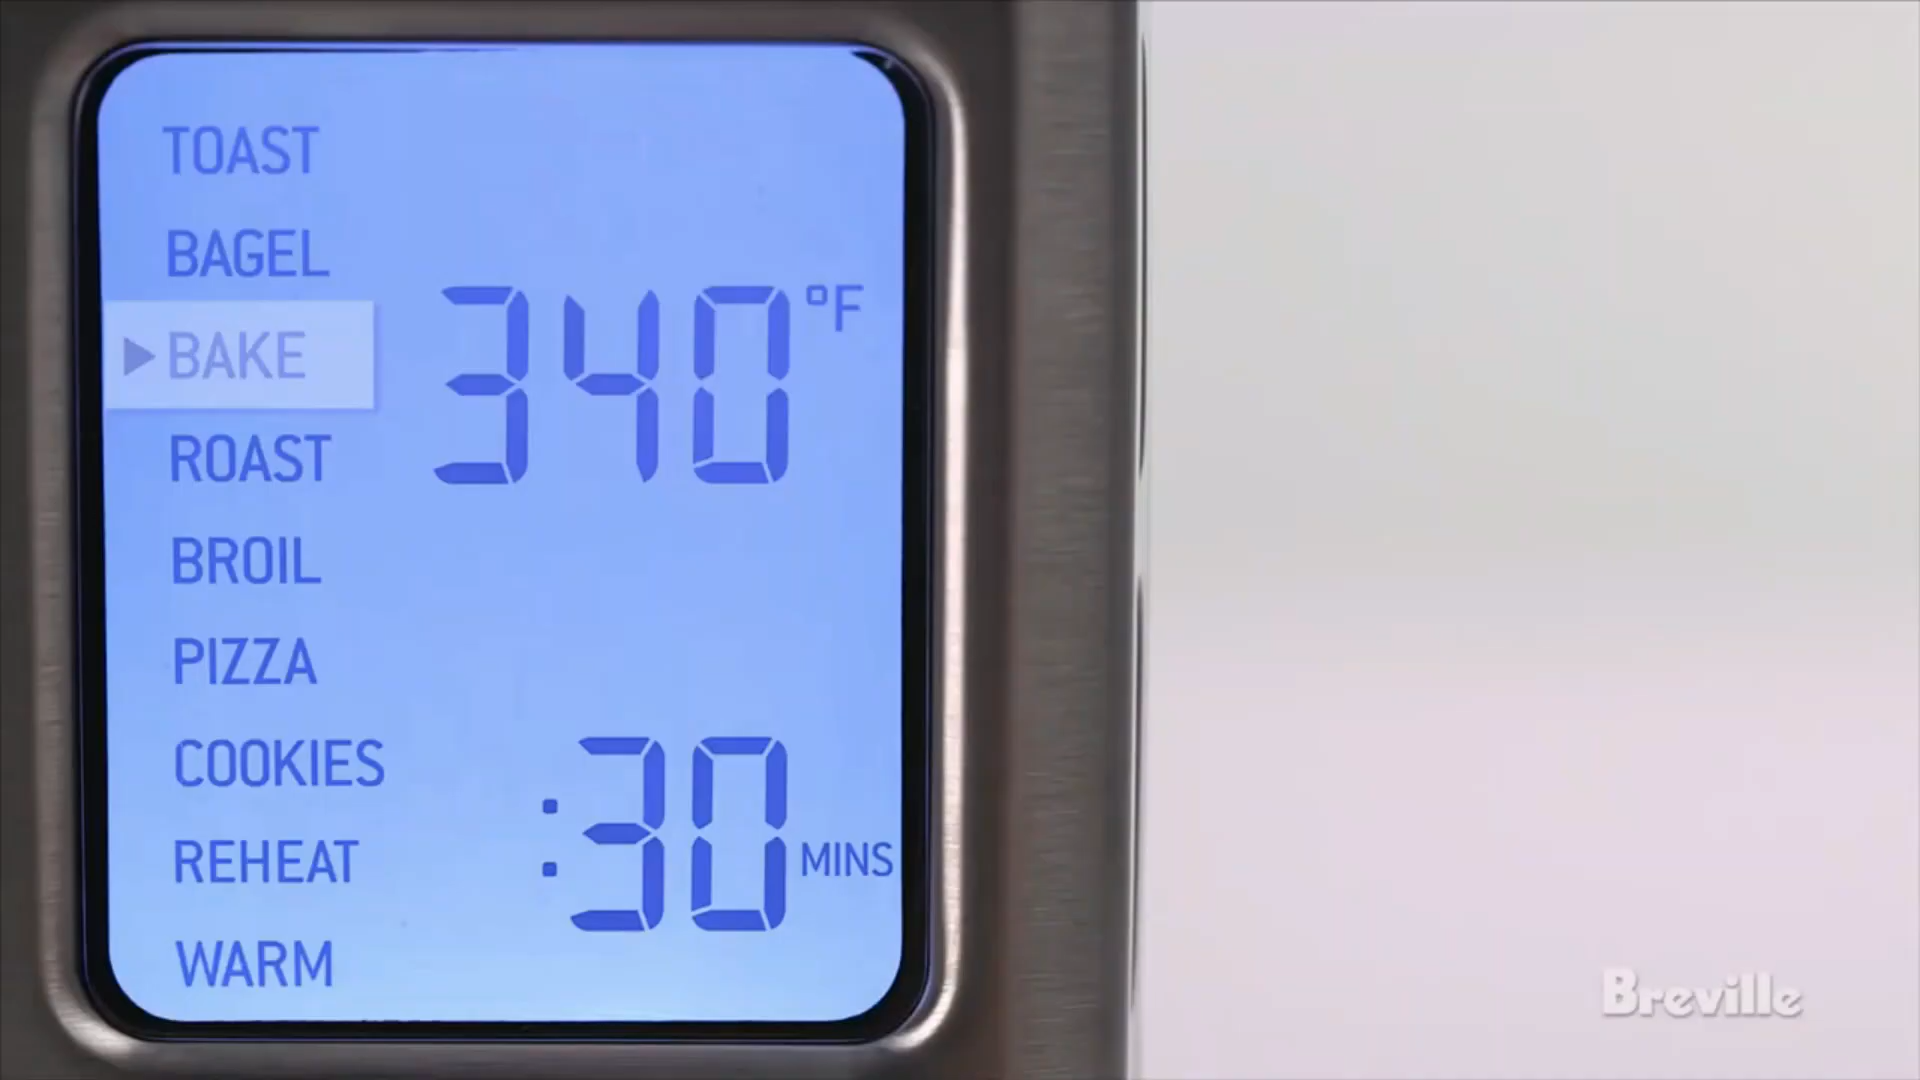 TOAST
BAGEL
BAKE
340 °F
ROAST
BROIL
PIZZA
COOKIES
:30 MINS
REHEAT
WARM
Breville